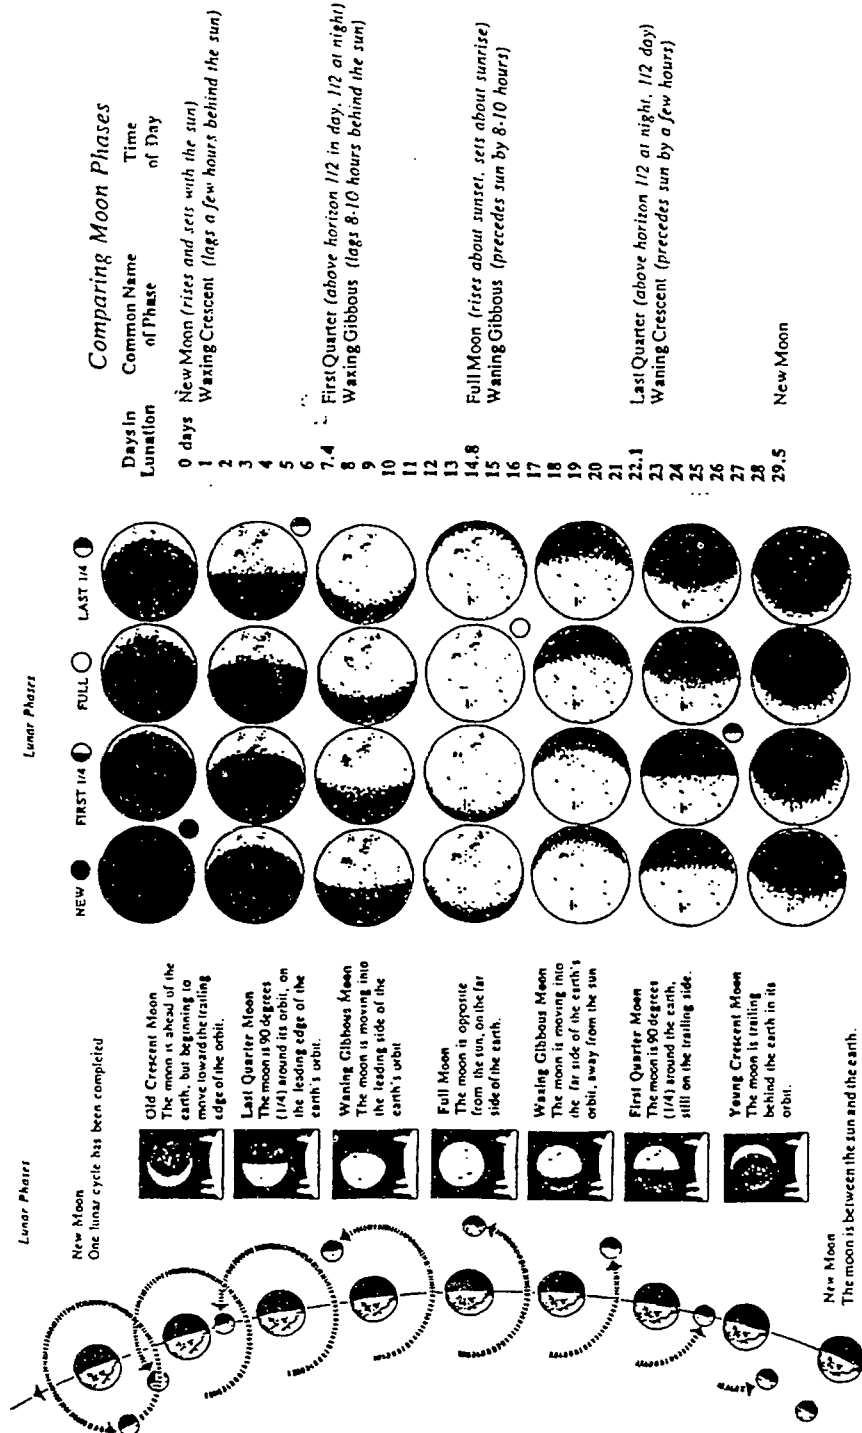 Lunar Phases
New Moon
One lunar cycle has been completed
Old Crescent Moon
The moon is ahead of the
earth, but beginning to
move toward the trailing
edge of the orbit.
Last Quarter Moon
The moon is 90 degrees
(1/4) around its orbit, on
the leading edge of the
earth's orbit.
Waning Gibbous Moon
The moon is moving into
the leading side of the
earth's orbit
Full Moon
The moon is opposite
from the sun, on the far
side of the earth.
Waxing Gibbous Moon
The moon is moving into
the far side of the earth's
orbit, away from the sun
First Quarter Moon
The moon is 90 degrees
(1/4) around the earth,
still on the trailing side.
Young Crescent Moon
The moon is trailing
behind the earth in its
orbit.
New Moon
The moon is between the sun and the earth.
Lunar Phases
NEW FIRST 1/4 FULL LAST 1/4
Comparing Moon Phases
Days in Common Name Time
Lunation of Phase of Day
0 days New Moon (rises and sets with the sun)
1 Waxing Crescent (lags a few hours behind the sun)
2
3
4
5
6
7.4 First Quarter (above horizon 1/2 in day, 1/2 at night)
8 Waxing Gibbous (lags 8-10 hours behind the sun)
9
10
11
12
13
14.8 Full Moon (rises about sunset, sets about sunrise)
15 Waning Gibbous (precedes sun by 8-10 hours)
16
17
18
19
20
21
22.1 Last Quarter (above horizon 1/2 at night, 1/2 day)
23 Waning Crescent (precedes sun by a few hours)
24
25
26
27
28
29.5 New Moon